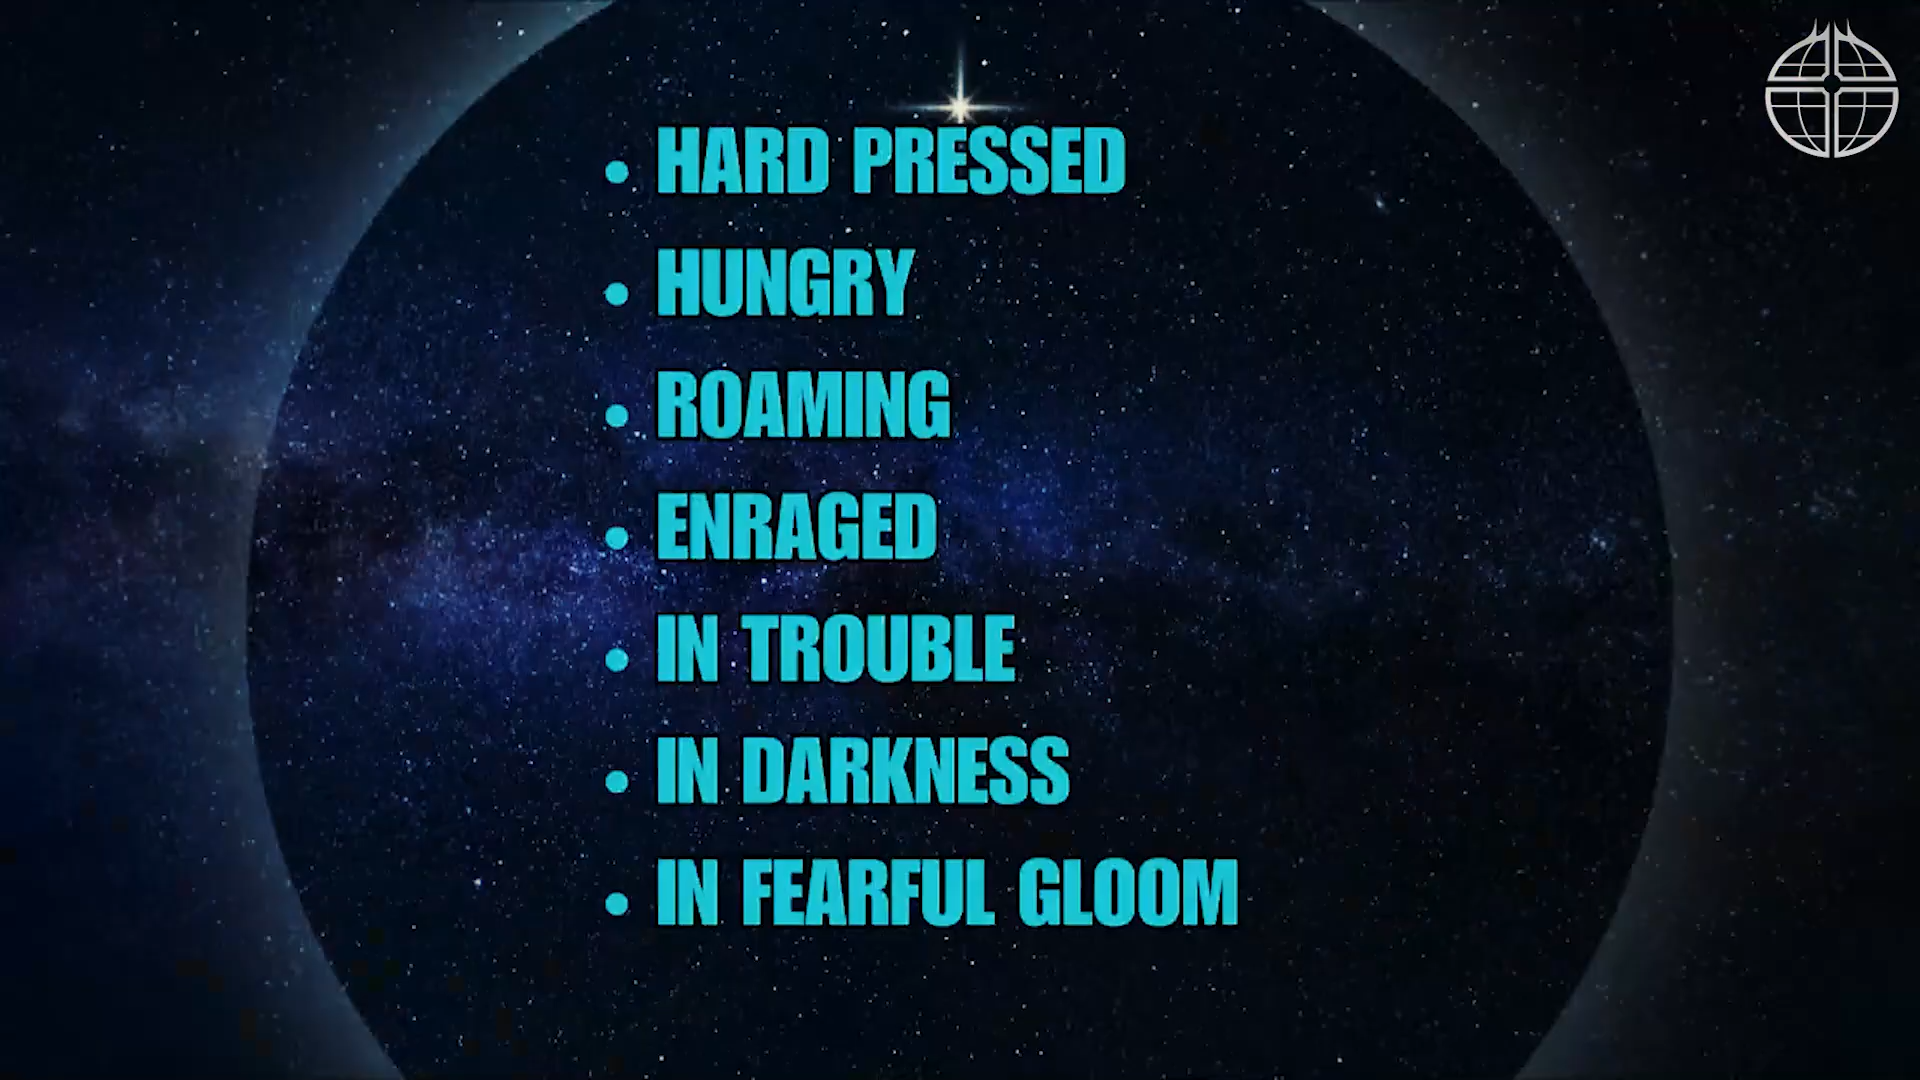 • HARD PRESSED
• HUNGRY
• ROAMING
• ENRAGED
• IN TROUBLE
• IN DARKNESS
• IN FEARFUL GLOOM